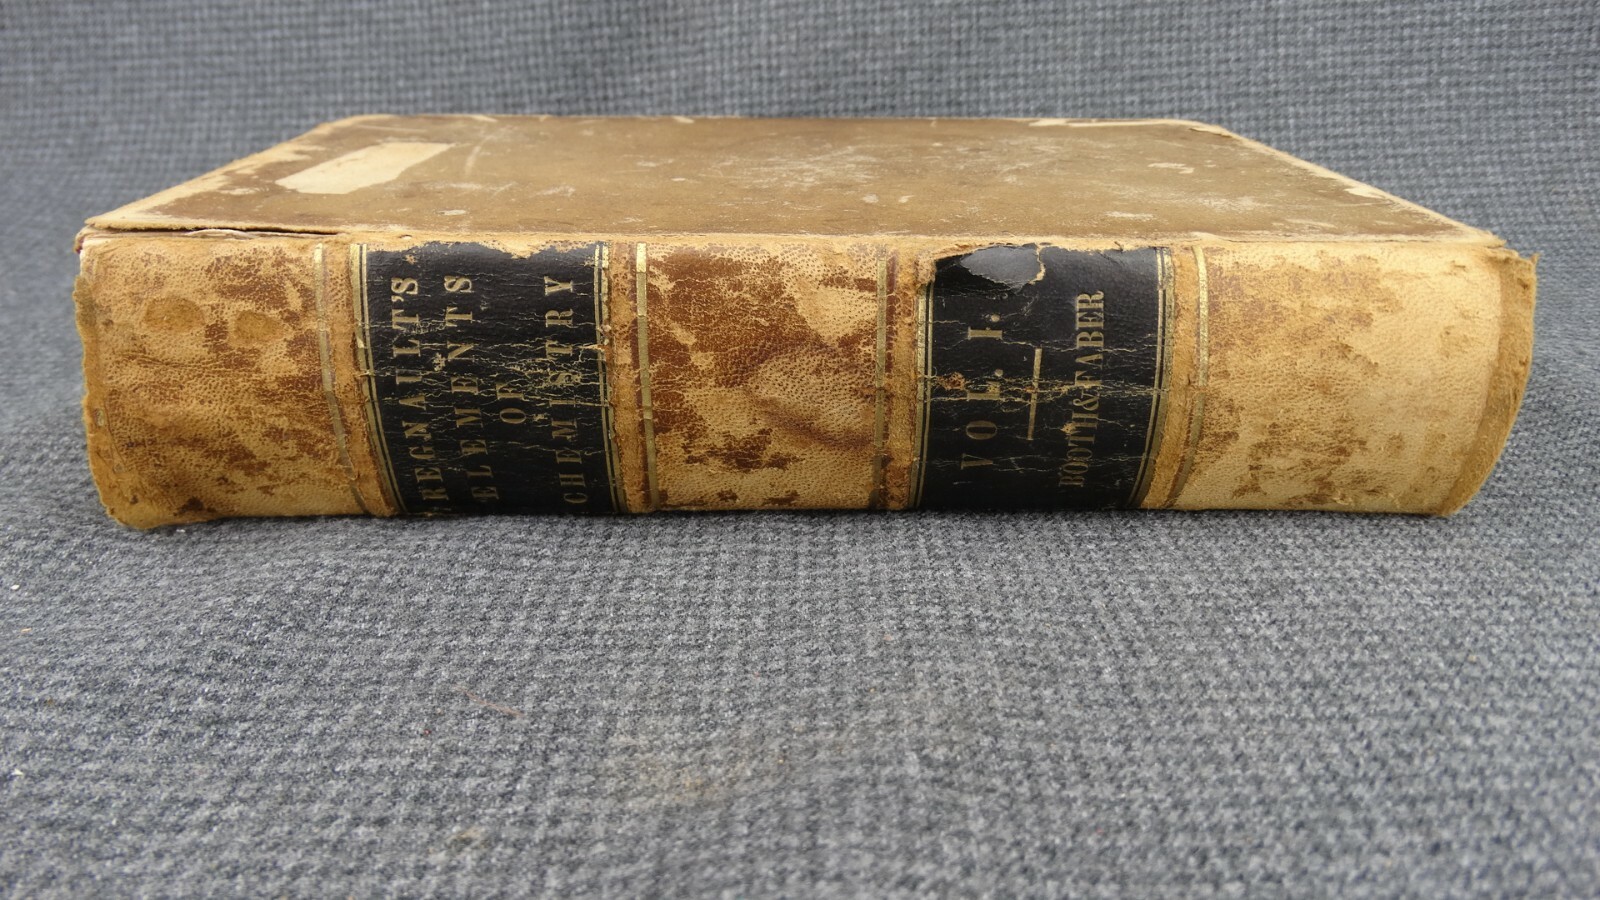 REGNAULT'S
ELEMENTS
OF
CHEMISTRY
VOL. I.
BOOTH & FABER